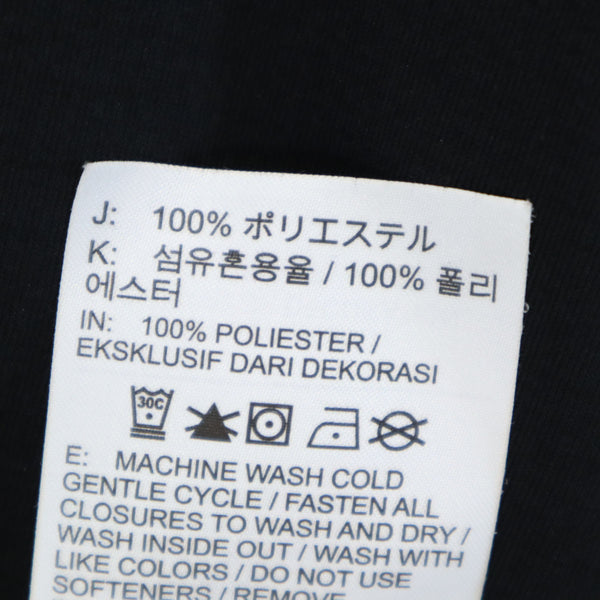 J: 100% ポリエステル
K: 섬유혼용율 / 100% 폴리
에스터
IN: 100% POLIESTER /
EKSKLUSIF DARI DEKORASI
30C
E: MACHINE WASH COLD
GENTLE CYCLE / FASTEN ALL
CLOSURES TO WASH AND DRY /
WASH INSIDE OUT / WASH WITH
LIKE COLORS / DO NOT USE
SOFTENERS / REMOVE